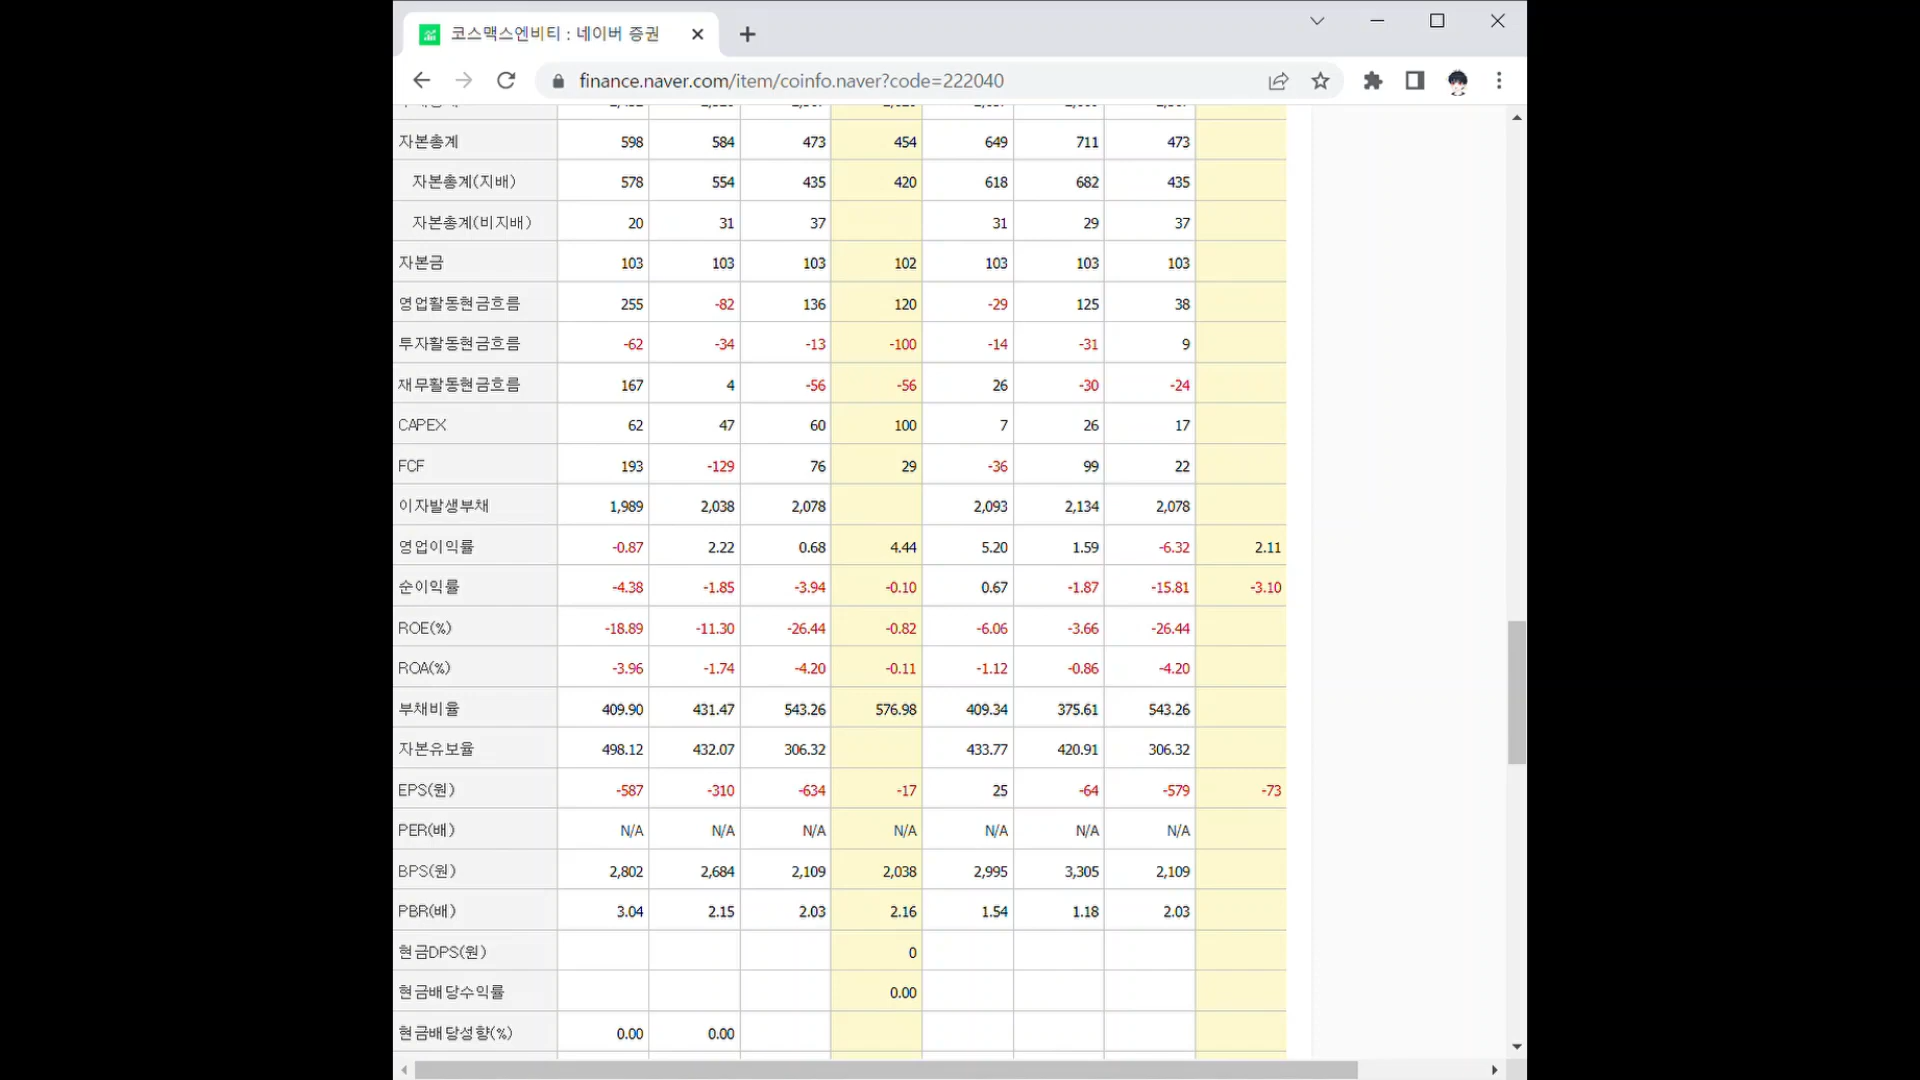 코스맥스엔비티 : 네이버 증권
finance.naver.com/item/coinfo.naver?code=222040
자본총계 598 584 473 454 649 711 473
자본총계(지배) 578 554 435 420 618 682 435
자본총계(비지배) 20 31 37 31 29 37
자본금 103 103 103 102 103 103 103
영업활동현금흐름 255 -82 136 120 -29 125 38
투자활동현금흐름 -62 -34 -13 -100 -14 -31 9
재무활동현금흐름 167 4 -56 -56 26 -30 -24
CAPEX 62 47 60 100 7 26 17
FCF 193 -129 76 29 -36 99 22
이자발생부채 1,989 2,038 2,078 2,093 2,134 2,078
영업이익률 -0.87 2.22 0.68 4.44 5.20 1.59 -6.32 2.11
순이익률 -4.38 -1.85 -3.94 -0.10 0.67 -1.87 -15.81 -3.10
ROE(%) -18.89 -11.30 -26.44 -0.82 -6.06 -3.66 -26.44
ROA(%) -3.96 -1.74 -4.20 -0.11 -1.12 -0.86 -4.20
부채비율 409.90 431.47 543.26 576.98 409.34 375.61 543.26
자본유보율 498.12 432.07 306.32 433.77 420.91 306.32
EPS(원) -587 -310 -634 -17 25 -64 -579 -73
PER(배) N/A N/A N/A N/A N/A N/A N/A
BPS(원) 2,802 2,684 2,109 2,038 2,995 3,305 2,109
PBR(배) 3.04 2.15 2.03 2.16 1.54 1.18 2.03
현금DPS(원) 0
현금배당수익률 0.00
현금배당성향(%) 0.00 0.00